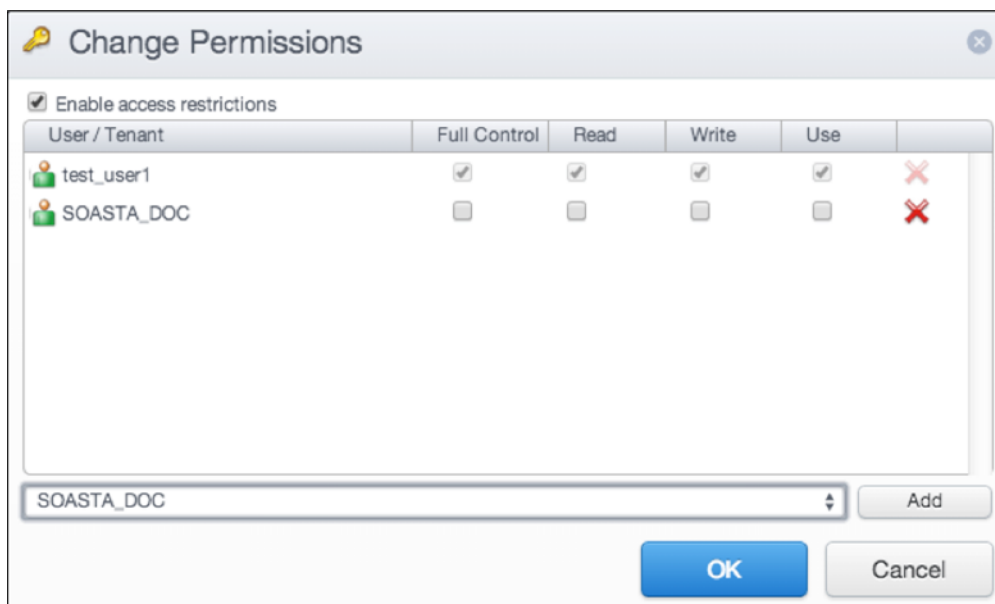 Change Permissions
Enable access restrictions
User / Tenant Full Control Read Write Use
test_user1
SOASTA_DOC
SOASTA_DOC Add
OK Cancel